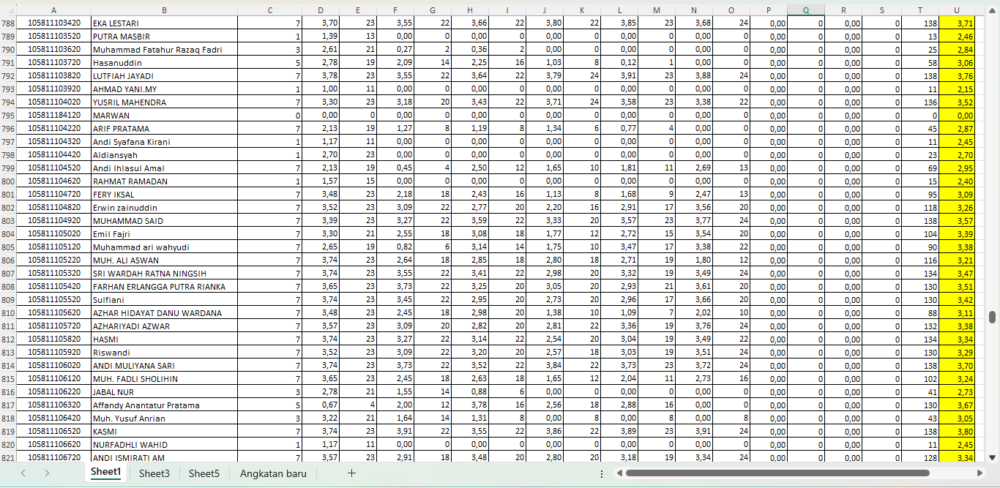 A B C D E F G H I J K L M N O P Q R S T U
788 105811103420 EKA LESTARI 7 3,70 23 3,55 22 3,66 22 3,80 22 3,85 23 3,68 24 0,00 0 0,00 0 138 3,71
789 105811103520 PUTRA MASBIR 1 1,39 13 0,00 0 0,00 0 0,00 0 0,00 0 0,00 0 0,00 0 0,00 0 13 2,46
790 105811103620 Muhammad Fatahur Razaq Fadri 3 2,61 21 0,27 2 0,36 2 0,00 0 0,00 0 0,00 0 0,00 0 0,00 0 25 2,84
791 105811103720 Hasanuddin 5 2,78 19 2,09 14 2,25 16 1,03 8 0,12 1 0,00 0 0,00 0 0,00 0 58 3,06
792 105811103820 LUTFIAH JAYADI 7 3,78 23 3,55 22 3,64 22 3,79 24 3,91 23 3,88 24 0,00 0 0,00 0 138 3,76
793 105811103920 AHMAD YANI.MY 1 1,00 11 0,00 0 0,00 0 0,00 0 0,00 0 0,00 0 0,00 0 0,00 0 11 2,15
794 105811104020 YUSRIL MAHENDRA 7 3,30 23 3,18 20 3,43 22 3,71 24 3,58 23 3,38 22 0,00 0 0,00 0 136 3,52
795 105811184120 MARWAN 0 0,00 0 0,00 0 0,00 0 0,00 0 0,00 0 0,00 0 0,00 0 0,00 0 0 0,00
796 105811104220 ARIF PRATAMA 7 2,13 19 1,27 8 1,19 8 1,34 6 0,77 4 0,00 0 0,00 0 0,00 0 45 2,87
797 105811104320 Andi Syafana Kirani 1 1,17 11 0,00 0 0,00 0 0,00 0 0,00 0 0,00 0 0,00 0 0,00 0 11 2,45
798 105811104420 Aldiansyah 1 2,70 23 0,00 0 0,00 0 0,00 0 0,00 0 0,00 0 0,00 0 0,00 0 23 2,70
799 105811104520 Andi Ihlasul Amal 7 2,13 19 0,45 4 2,50 12 1,65 10 1,81 11 2,69 13 0,00 0 0,00 0 69 2,95
800 105811104620 RAHMAT RAMADAN 1 1,57 15 0,00 0 0,00 0 0,00 0 0,00 0 0,00 0 0,00 0 0,00 0 15 2,40
801 105811104720 FERY IKSAL 7 3,48 23 2,18 18 2,43 16 1,13 8 1,68 9 2,47 13 0,00 0 0,00 0 95 3,09
802 105811104820 Erwin zainuddin 7 3,52 23 3,09 22 2,77 20 2,20 16 2,91 17 3,56 20 0,00 0 0,00 0 118 3,26
803 105811104920 MUHAMMAD SAID 7 3,39 23 3,27 22 3,59 22 3,33 20 3,57 23 3,77 24 0,00 0 0,00 0 138 3,57
804 105811105020 Emil Fajri 7 3,30 21 2,55 18 3,08 18 1,77 12 2,72 15 3,54 20 0,00 0 0,00 0 104 3,39
805 105811105120 Muhammad ari wahyudi 7 2,65 19 0,82 6 3,14 14 1,75 10 3,47 17 3,38 22 0,00 0 0,00 0 90 3,38
806 105811105220 MUH. ALI ASWAN 7 3,74 23 2,64 18 2,85 18 2,80 18 2,71 19 1,80 12 0,00 0 0,00 0 116 3,21
807 105811105320 SRI WARDAH RATNA NINGSIH 7 3,74 23 3,55 22 3,41 22 2,98 20 3,32 19 3,49 24 0,00 0 0,00 0 134 3,47
808 105811105420 FARHAN ERLANGGA PUTRA RIANKA 7 3,65 23 3,73 22 3,25 20 3,05 20 2,93 21 3,61 20 0,00 0 0,00 0 130 3,51
809 105811105520 Sulfiani 7 3,74 23 3,45 22 2,95 20 2,73 20 2,96 17 3,66 20 0,00 0 0,00 0 130 3,42
810 105811105620 AZHAR HIDAYAT DANU WARDANA 7 3,48 23 2,45 18 2,98 20 1,38 10 1,09 7 2,02 10 0,00 0 0,00 0 88 3,11
811 105811105720 AZHARIYADI AZWAR 7 3,57 23 3,09 20 2,82 20 2,81 22 3,36 19 3,76 24 0,00 0 0,00 0 132 3,38
812 105811105820 HASMI 7 3,74 23 3,27 22 3,14 22 2,54 20 3,04 19 3,49 22 0,00 0 0,00 0 134 3,34
813 105811105920 Riswandi 7 3,52 23 3,09 22 3,20 20 2,57 18 3,03 19 3,51 24 0,00 0 0,00 0 130 3,29
814 105811106020 ANDI MULIYANA SARI 7 3,74 23 3,73 22 3,52 22 3,84 22 3,73 23 3,72 24 0,00 0 0,00 0 138 3,70
815 105811106120 MUH. FADLI SHOLIHIN 7 3,65 23 2,45 18 2,63 18 1,65 12 2,04 11 2,73 16 0,00 0 0,00 0 102 3,24
816 105811106220 JABAL NUR 3 2,78 21 1,55 14 0,88 6 0,00 0 0,00 0 0,00 0 0,00 0 0,00 0 41 2,73
817 105811106320 Affandy Anantatur Pratama 5 0,67 4 2,00 12 3,78 16 2,56 18 2,88 16 0,00 0 0,00 0 0,00 0 130 3,67
818 105811106420 Muh. Yusuf Anrian 3 3,22 21 1,64 14 1,31 8 0,00 8 0,00 8 0,00 8 0,00 0 0,00 0 43 3,05
819 105811106520 KASMI 7 3,74 23 3,91 22 3,55 22 3,86 22 3,89 23 3,91 24 0,00 0 0,00 0 138 3,80
820 105811106620 NURFADHLI WAHID 1 1,17 11 0,00 0 0,00 0 0,00 0 0,00 0 0,00 0 0,00 0 0,00 0 11 2,45
821 105811106720 ANDI ISMIRATI AM 7 3,57 23 2,91 18 3,48 20 2,80 20 3,18 19 3,34 24 0,00 0 0,00 0 128 3,34
Sheet1 Sheet3 Sheet5 Angkatan baru